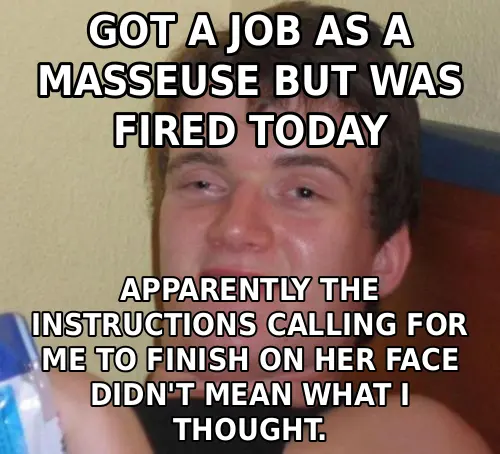 GOT A JOB AS A
MASSEUSE BUT WAS
FIRED TODAY
APPARENTLY THE
INSTRUCTIONS CALLING FOR
ME TO FINISH ON HER FACE
DIDN'T MEAN WHAT I
THOUGHT.